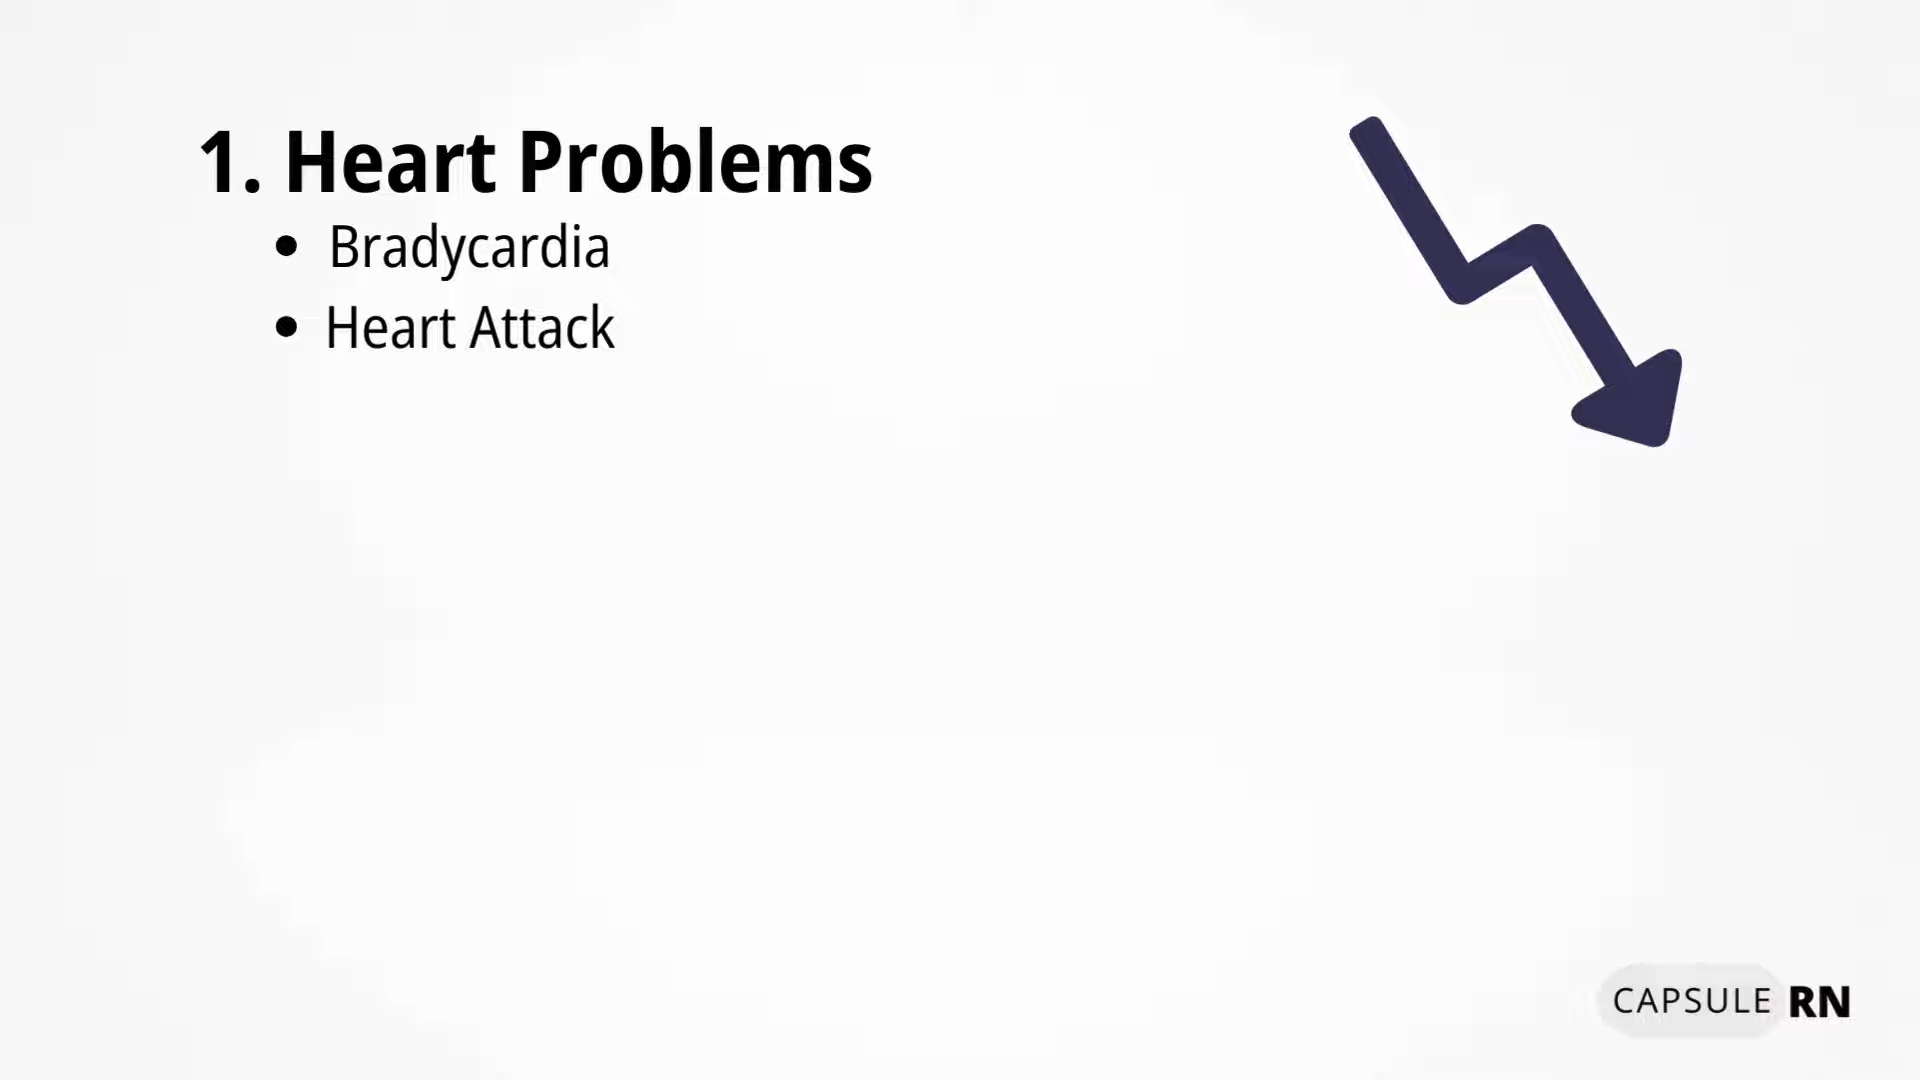 1. Heart Problems
• Bradycardia
• Heart Attack
CAPSULE RN